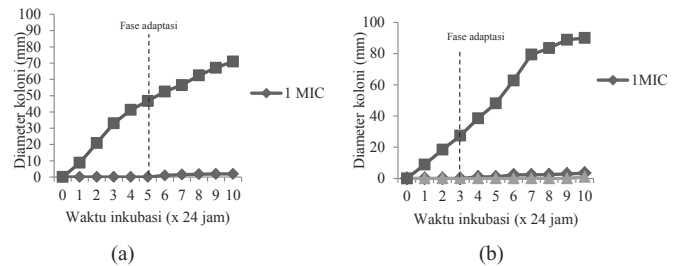 Fase adaptasi
Diameter koloni (mm)
100
90
80
70
60
50
40
30
20
10
0
0 1 2 3 4 5 6 7 8 9 10
Waktu inkubasi (x 24 jam)
1 MIC
(a)
Fase adaptasi
Diameter koloni (mm)
100
80
60
40
20
0
0 1 2 3 4 5 6 7 8 9 10
Waktu inkubasi (x 24 jam)
1MIC
(b)